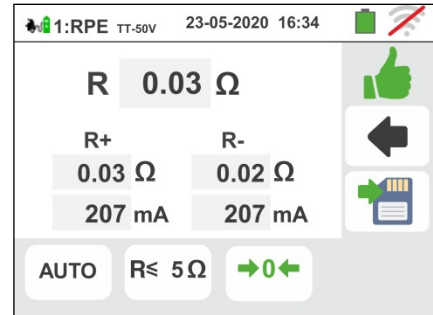 1:RPE TT-50V 23-05-2020 16:34
R 0.03 Ω
R+ R-
0.03 Ω 0.02 Ω
207 mA 207 mA
AUTO R≤ 5Ω ➔0←